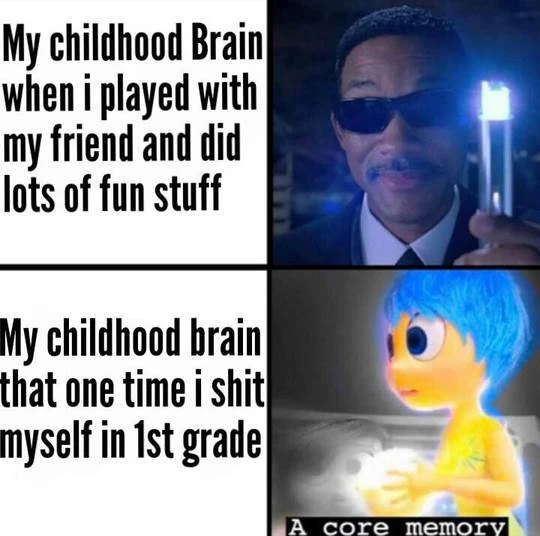 My childhood Brain
when i played with
my friend and did
lots of fun stuff
My childhood brain
that one time i shit
myself in 1st grade
A core memory